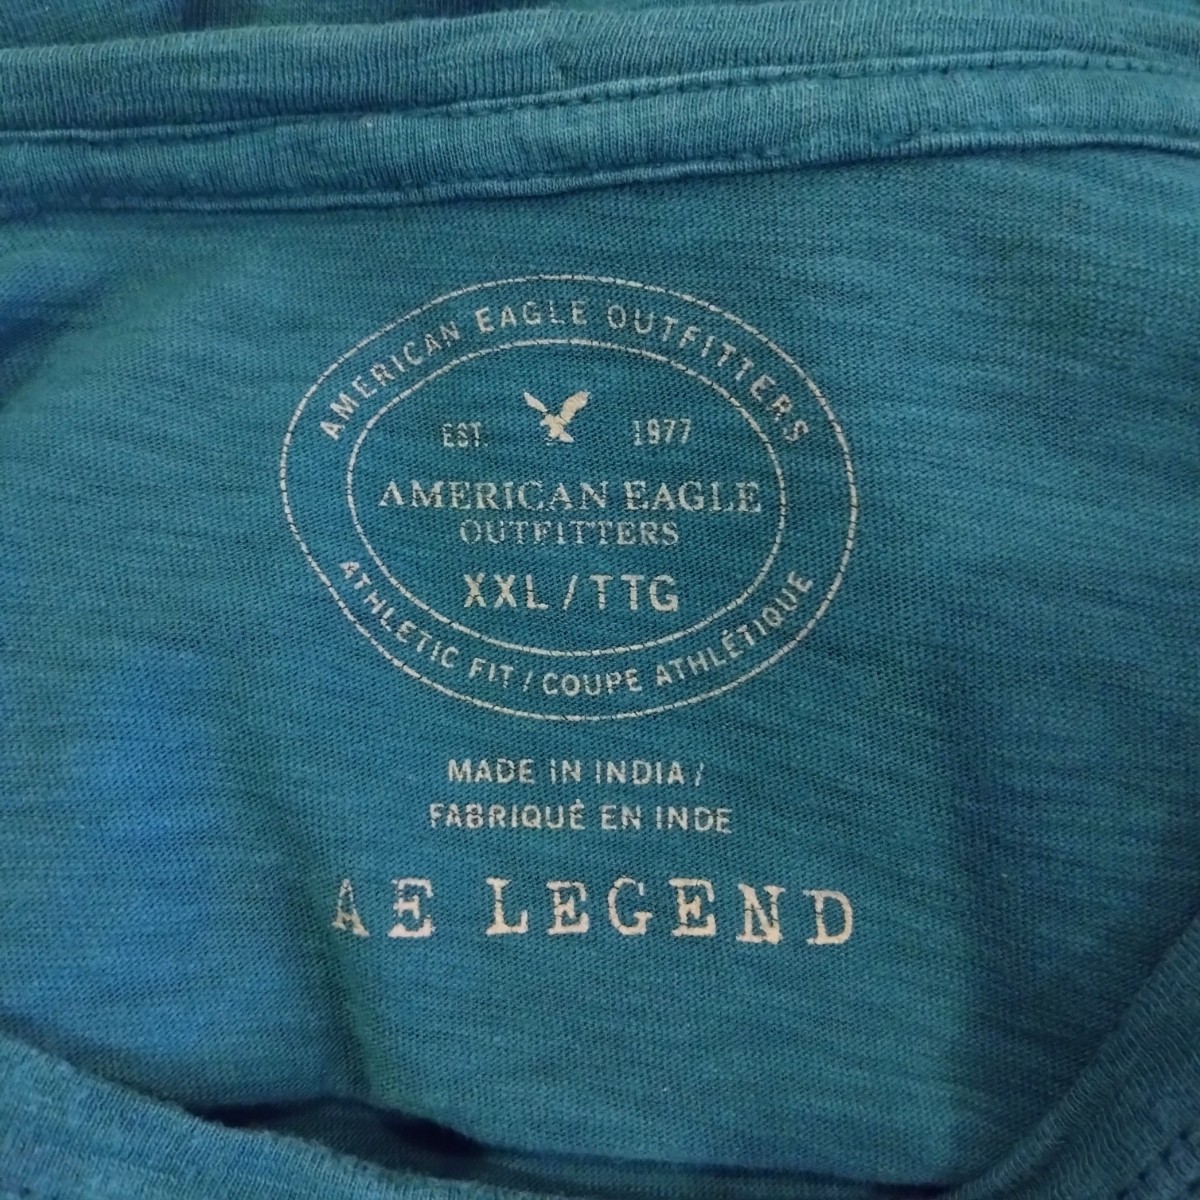 AMERICAN EAGLE OUTFITTERS
EST. 1977
AMERICAN EAGLE
OUTFITTERS
XXL / TTG
ATHLETIC FIT / COUPE ATHLÉTIQUE
MADE IN INDIA /
FABRIQUÉ EN INDE
AE LEGEND